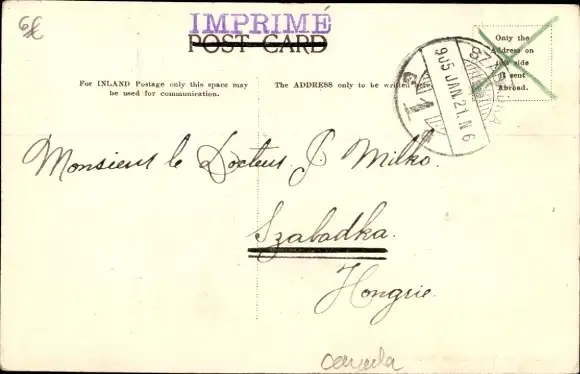 IMPRIMÉ
POST CARD
For INLAND Postage only this space may
be used for communication.
The ADDRESS only to be written here.
Only the
Address on
this side
if sent
Abroad.
905 JAN. 21. N 6
Monsieur le Docteur J. Milko.
Szabadka.
Hongrie.